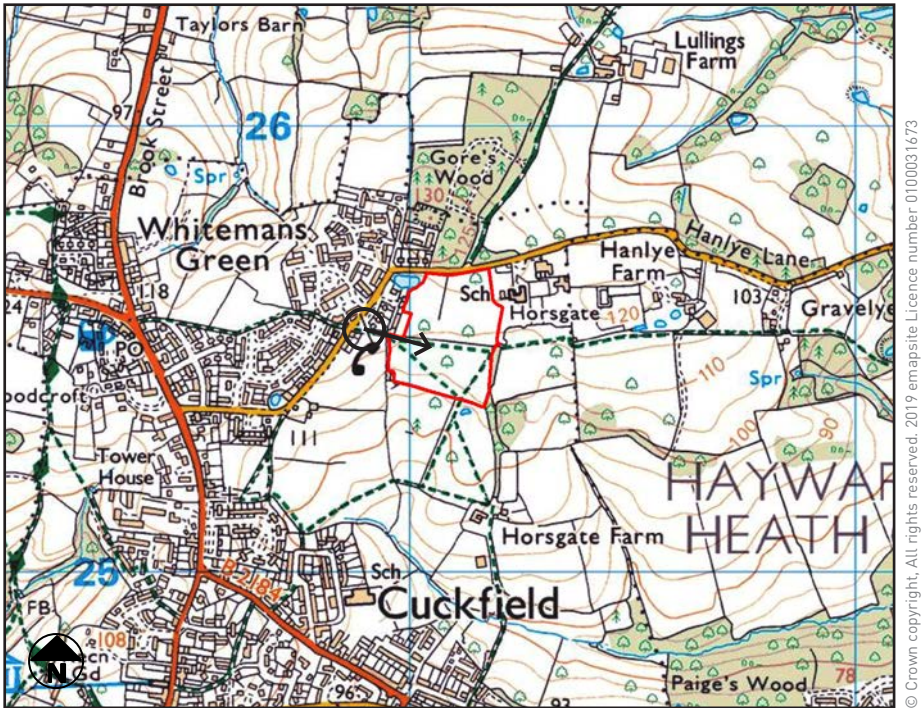 Taylors Barn
Lullings
Farm
97
Brook Street
26
Spr
Gore's
Wood
130
125
Whitemans
Green
Hanlye Lane
Hanlye
Farm
118
Sch
Horsgate
120
103
Gravelye
24
PO
Spr
110
100
90
oodcroft
111
Tower
House
HAYWAR
HEATH
Horsgate Farm
25
B 2184
Sch
Cuckfield
FB
108
N
96
Paige's Wood
78
93
© Crown copyright, All rights reserved. 2019 emapsite Licence number 0100031673